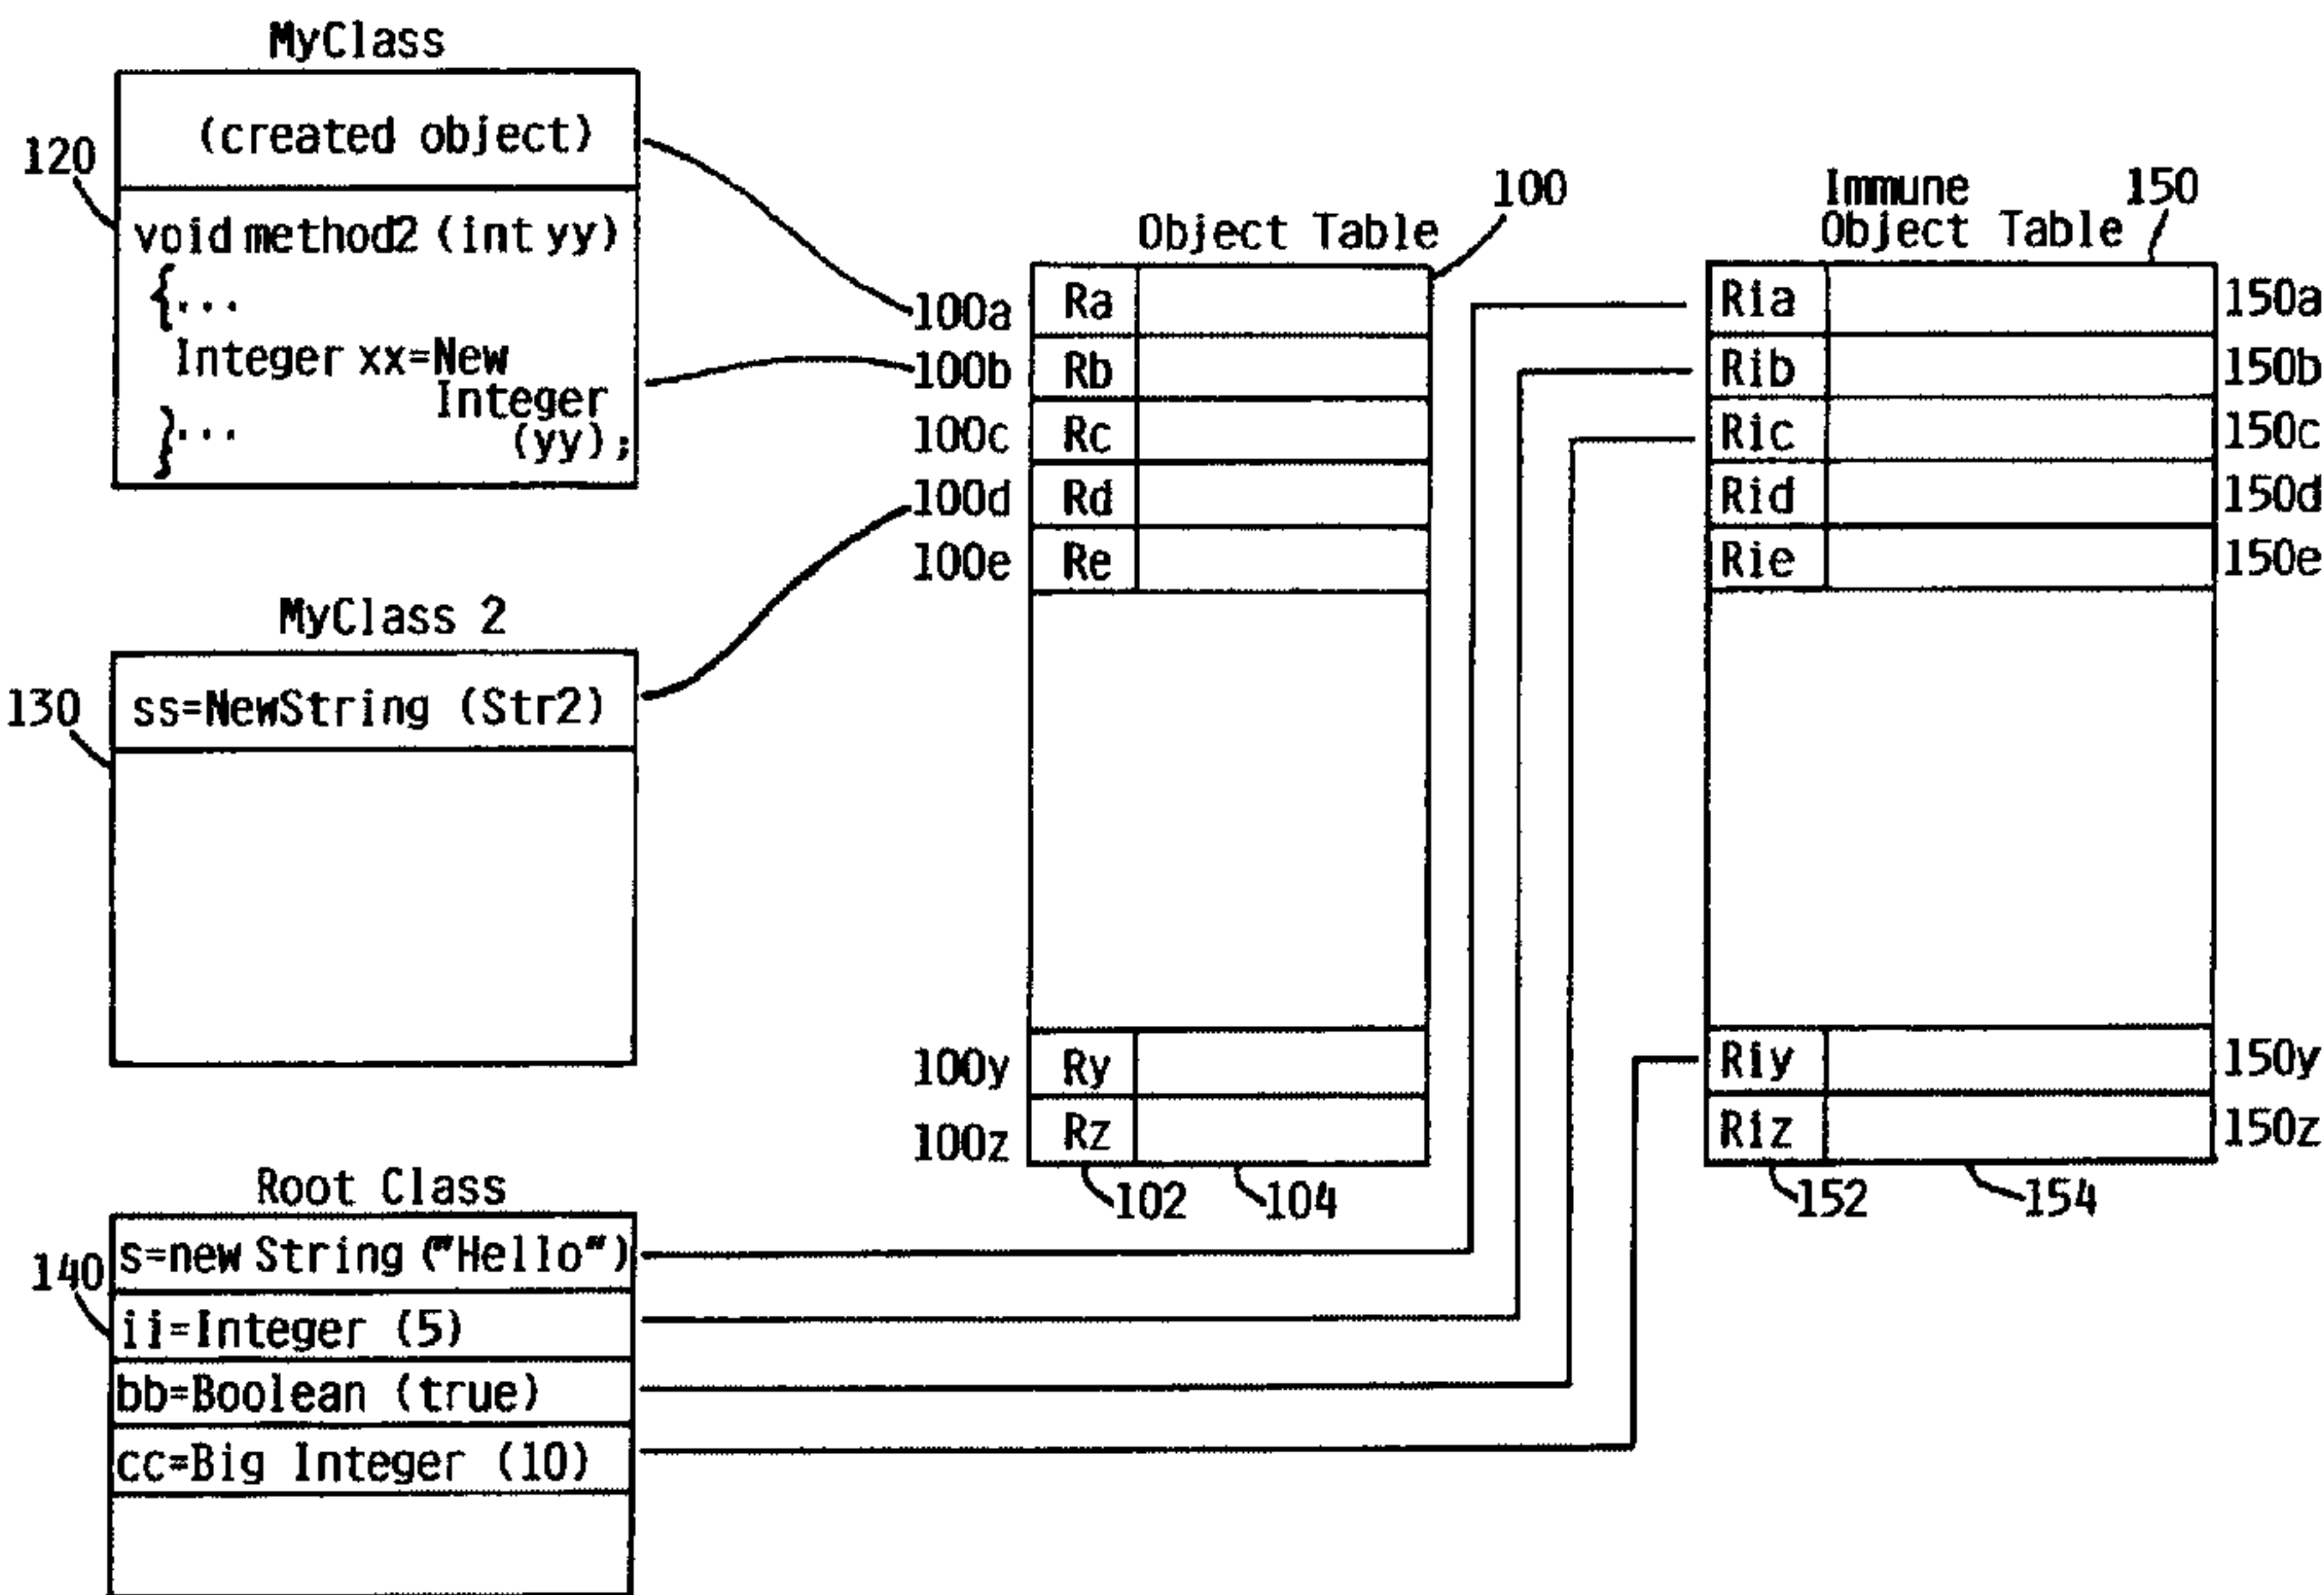 MyClass
120
(created object)
void method2 (int yy)
{...
Integer xx=New
Integer
}... (yy);
MyClass 2
130
ss=NewString (Str2)
Root Class
140
s=new String ("Hello")
ii=Integer (5)
bb=Boolean (true)
cc=Big Integer (10)
Object Table
100
100a Ra
100b Rb
100c Rc
100d Rd
100e Re
100y Ry
100z Rz
102 104
Immune
Object Table
150
Ria 150a
Rib 150b
Ric 150c
Rid 150d
Rie 150e
Riy 150y
Riz 150z
152 154